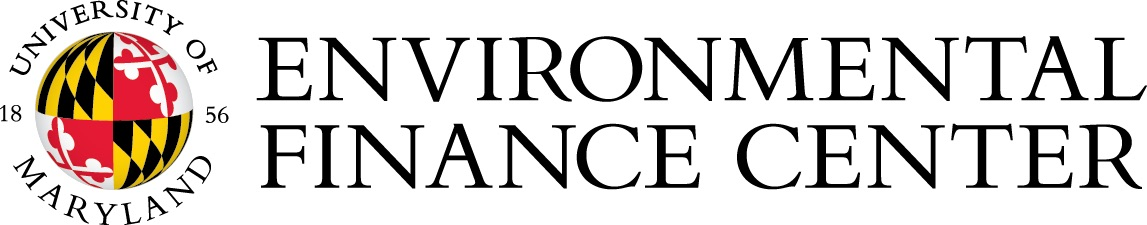 UNIVERSITY OF
18 56
MARYLAND
ENVIRONMENTAL
FINANCE CENTER